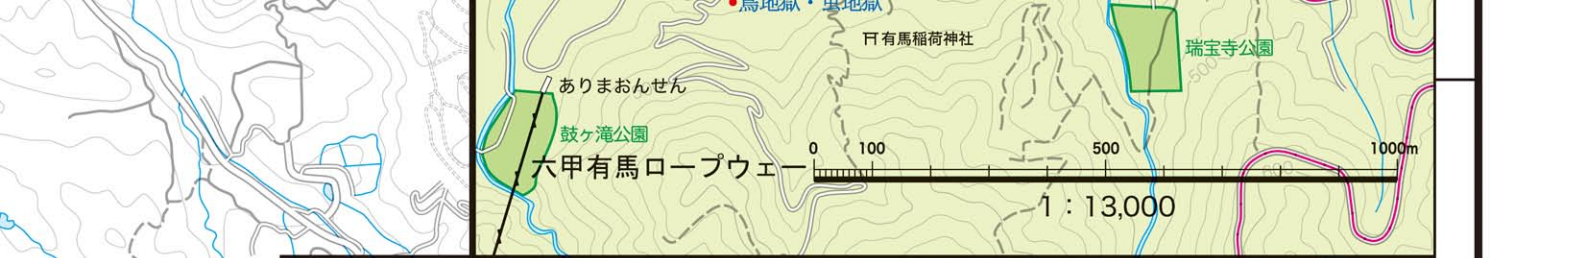 鳥地獄・虫地獄
有馬稲荷神社
瑞宝寺公園
500
ありまおんせん
鼓ヶ滝公園
六甲有馬ロープウェー
0 100 500 1000m
1:13,000